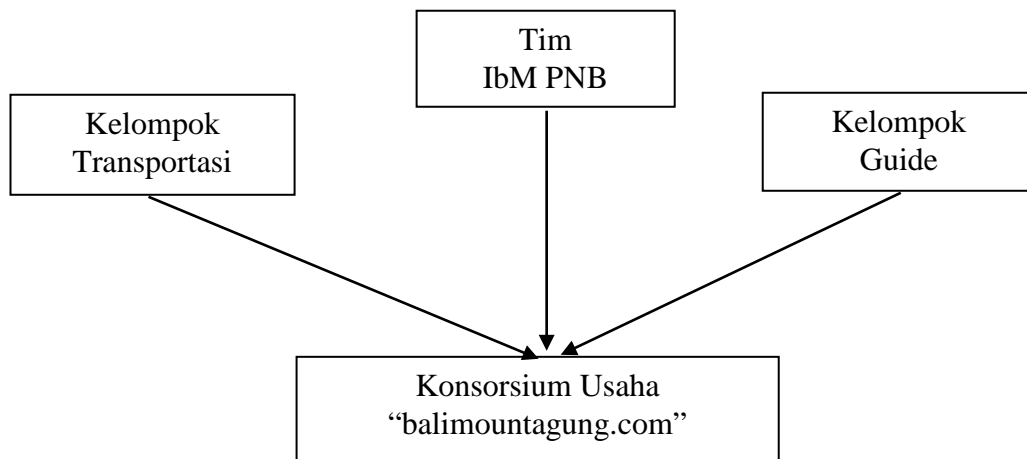 Tim
IbM PNB
Kelompok
Transportasi
Kelompok
Guide
Konsorsium Usaha
“balimountagung.com”